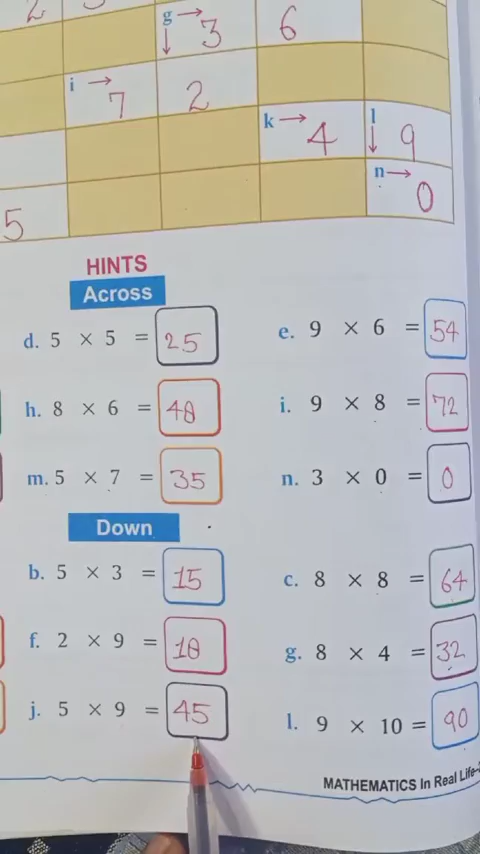 g → 3 6
i → 7 2
k → 4 l 9
n → 0
5
HINTS
Across
d. 5 × 5 = 25 e. 9 × 6 = 54
h. 8 × 6 = 48 i. 9 × 8 = 72
m. 5 × 7 = 35 n. 3 × 0 = 0
Down
b. 5 × 3 = 15 c. 8 × 8 = 64
f. 2 × 9 = 18 g. 8 × 4 = 32
j. 5 × 9 = 45 l. 9 × 10 = 90
MATHEMATICS In Real Life-